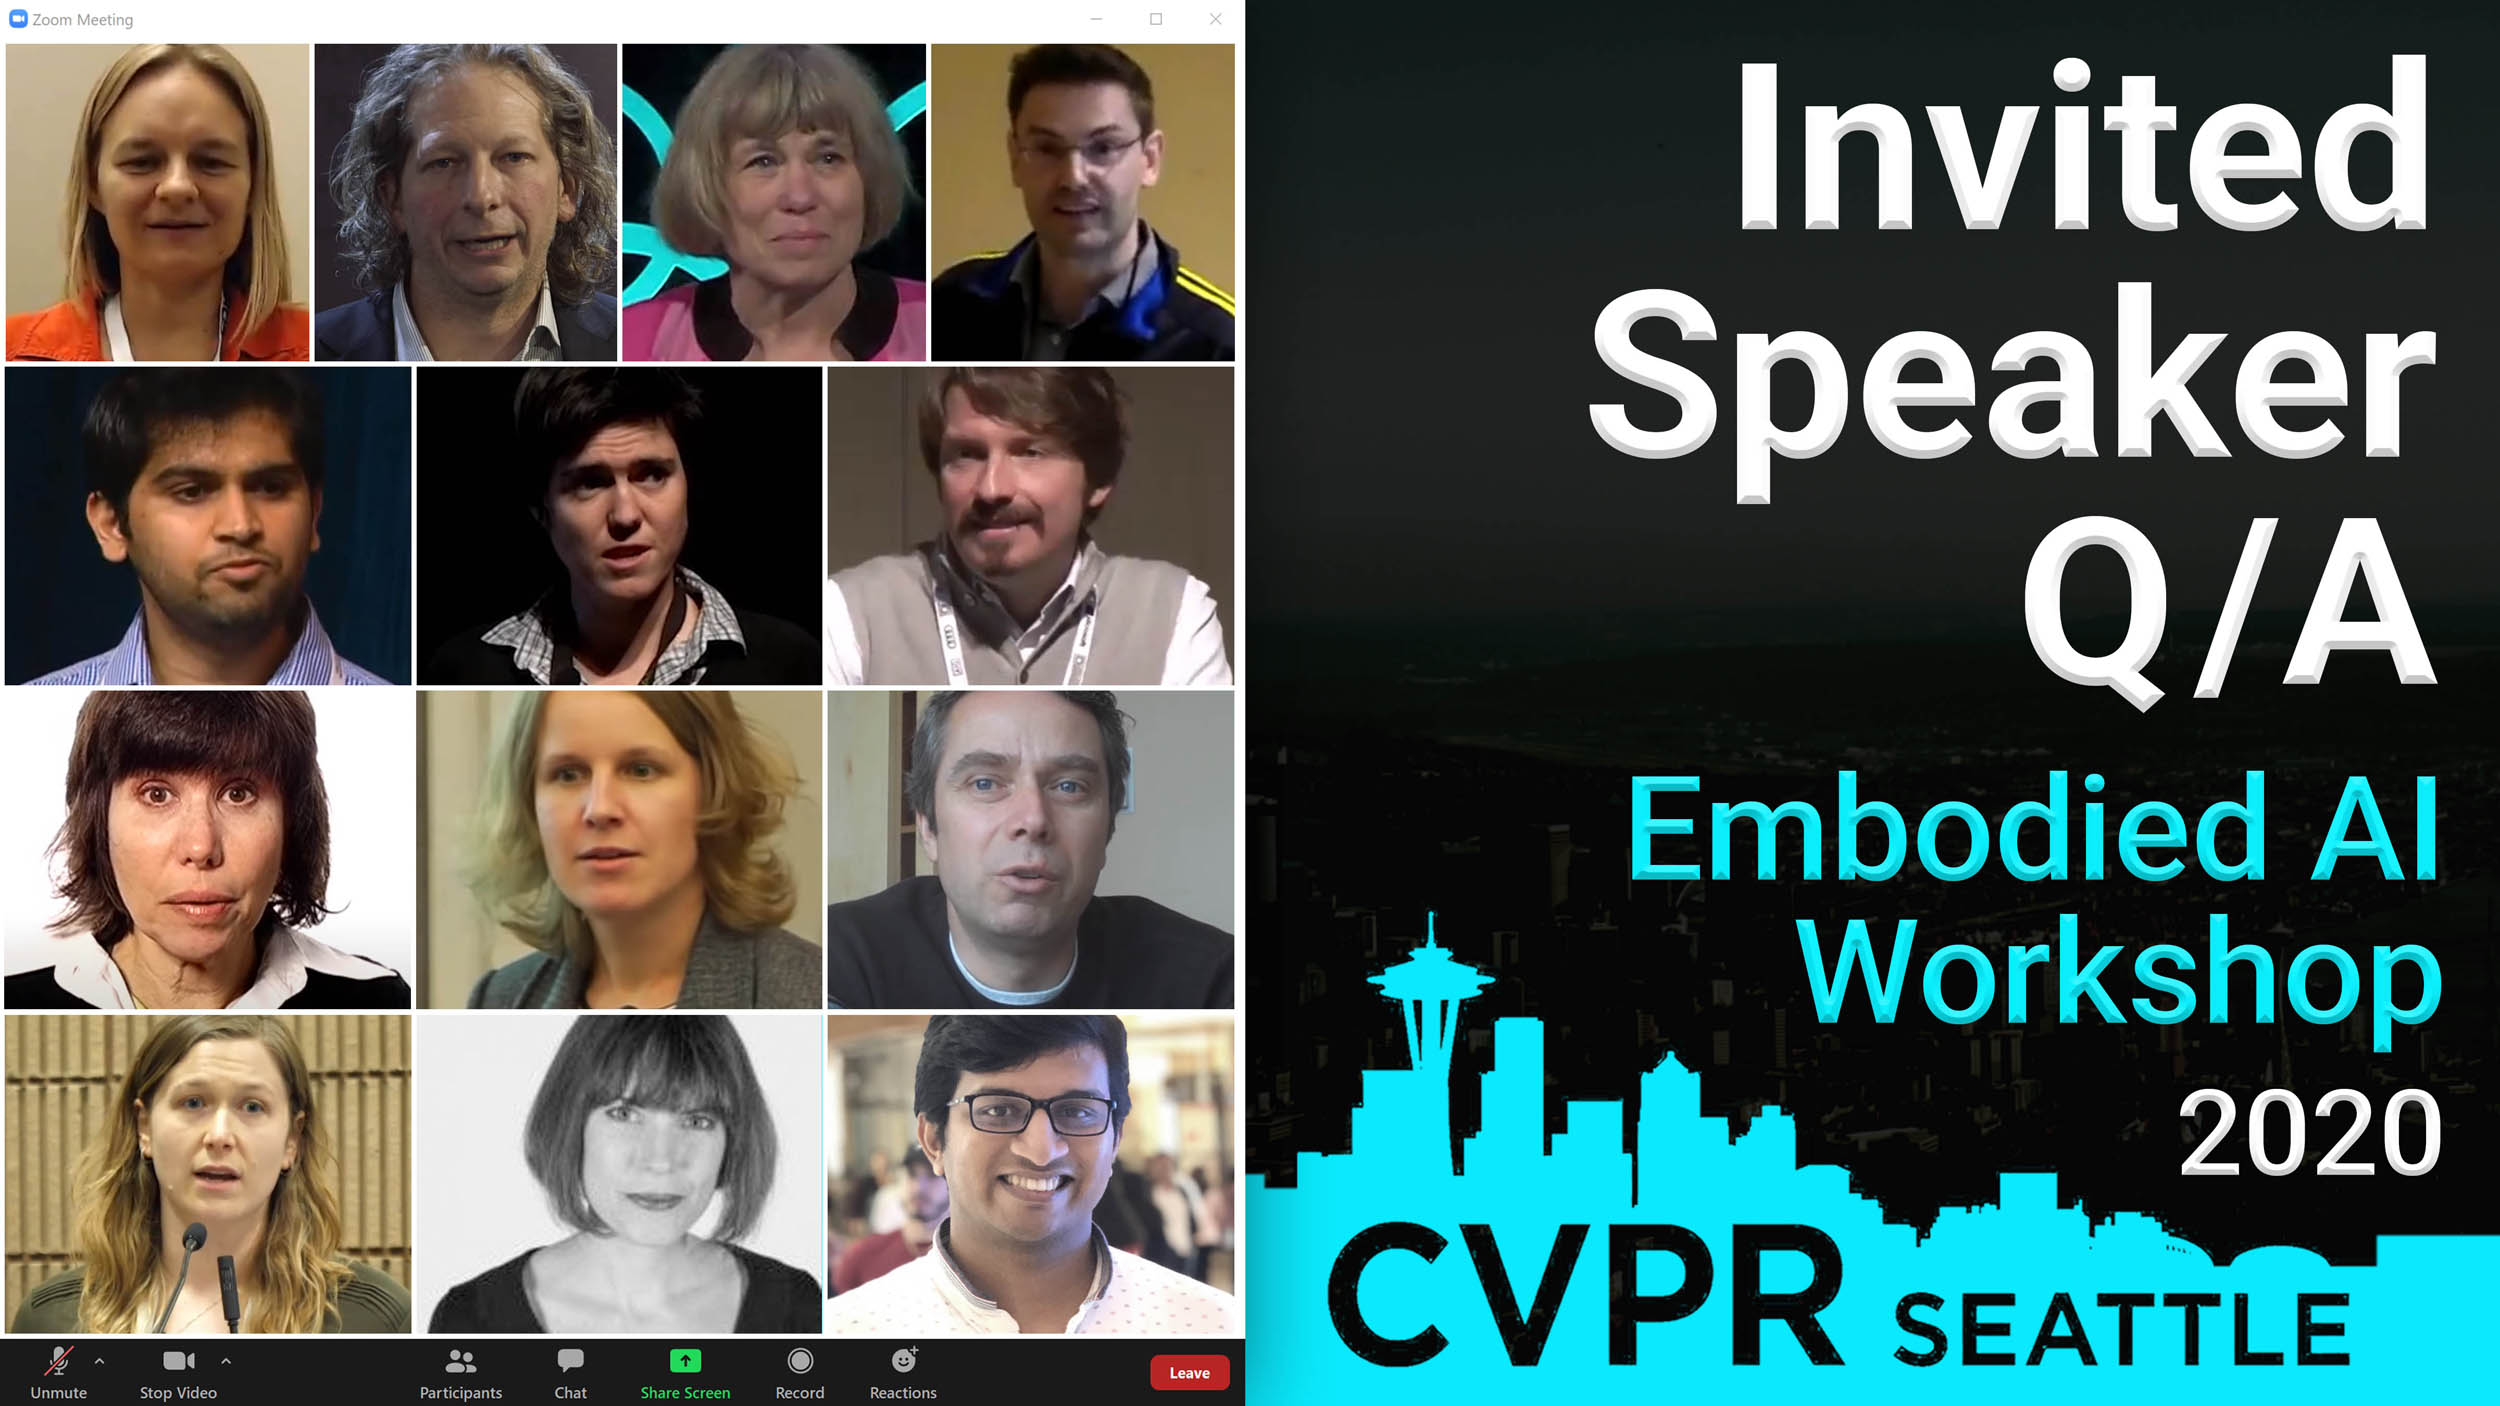 Zoom Meeting
Invited
Speaker
Q/A
Embodied AI
Workshop
2020
CVPR SEATTLE
Unmute
Stop Video
Participants
Chat
Share Screen
Record
Reactions
Leave